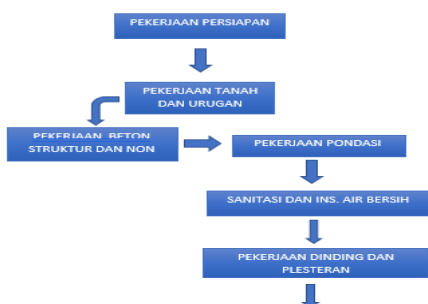 PEKERJAAN PERSIAPAN
PEKERJAAN TANAH
DAN URUGAN
PEKERJAAN BETON
STRUKTUR DAN NON
PEKERJAAN PONDASI
SANITASI DAN INS. AIR BERSIH
PEKERJAAN DINDING DAN
PLESTERAN